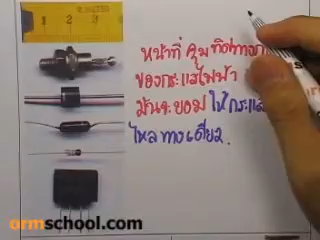 1 2 3
หน้าที่ คุม ทิศทาง
ของกระแสไฟฟ้า
มันจะยอม ให้ กระแส
ไหลทางเดียว.
ormschool.com